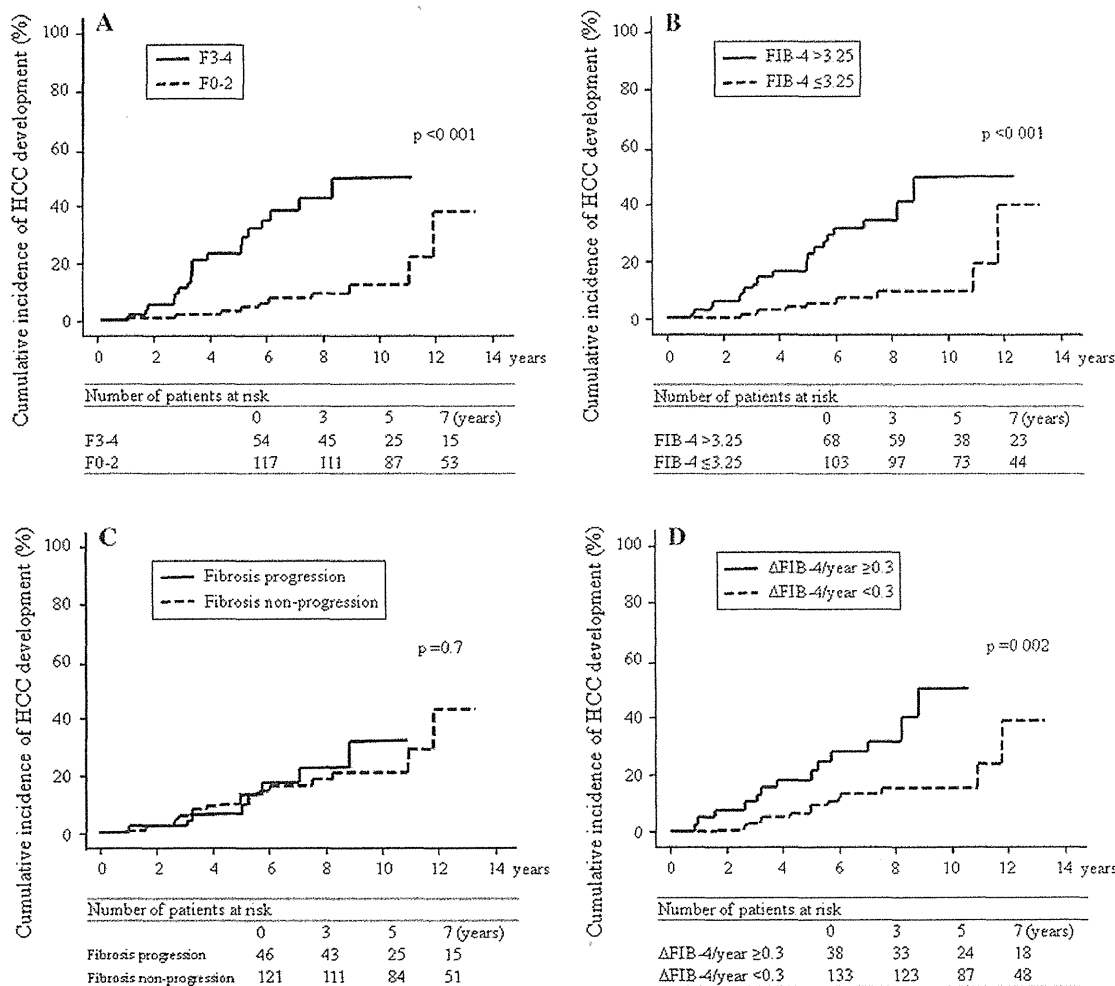 A
Cumulative incidence of HCC development (%)
100
80
60
40
20
0
F3-4
F0-2
p <0 001
0 2 4 6 8 10 12 14 years
Number of patients at risk
0 3 5 7 (years)
F3-4 54 45 25 15
F0-2 117 111 87 53
B
Cumulative incidence of HCC development (%)
100
80
60
40
20
0
FIB-4 >3.25
FIB-4 ≤3.25
p <0 001
0 2 4 6 8 10 12 14 years
Number of patients at risk
0 3 5 7 (years)
FIB-4 >3.25 68 59 38 23
FIB-4 ≤3.25 103 97 73 44
C
Cumulative incidence of HCC development (%)
100
80
60
40
20
0
Fibrosis progression
Fibrosis non-progression
p =0.7
0 2 4 6 8 10 12 14 years
Number of patients at risk
0 3 5 7 (years)
Fibrosis progression 46 43 25 15
Fibrosis non-progression 121 111 84 51
D
Cumulative incidence of HCC development (%)
100
80
60
40
20
0
ΔFIB-4/year ≥0.3
ΔFIB-4/year <0.3
p =0 002
0 2 4 6 8 10 12 14 years
Number of patients at risk
0 3 5 7 (years)
ΔFIB-4/year ≥0.3 38 33 24 18
ΔFIB-4/year <0.3 133 123 87 48